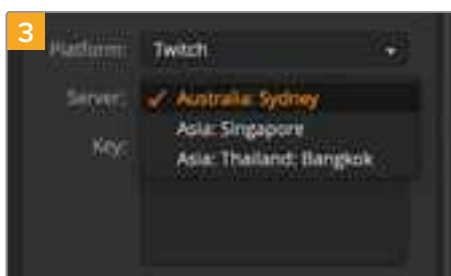 3
Platform: Twitch
Server: ✓ Australia: Sydney
Asia: Singapore
Key:
Asia: Thailand: Bangkok